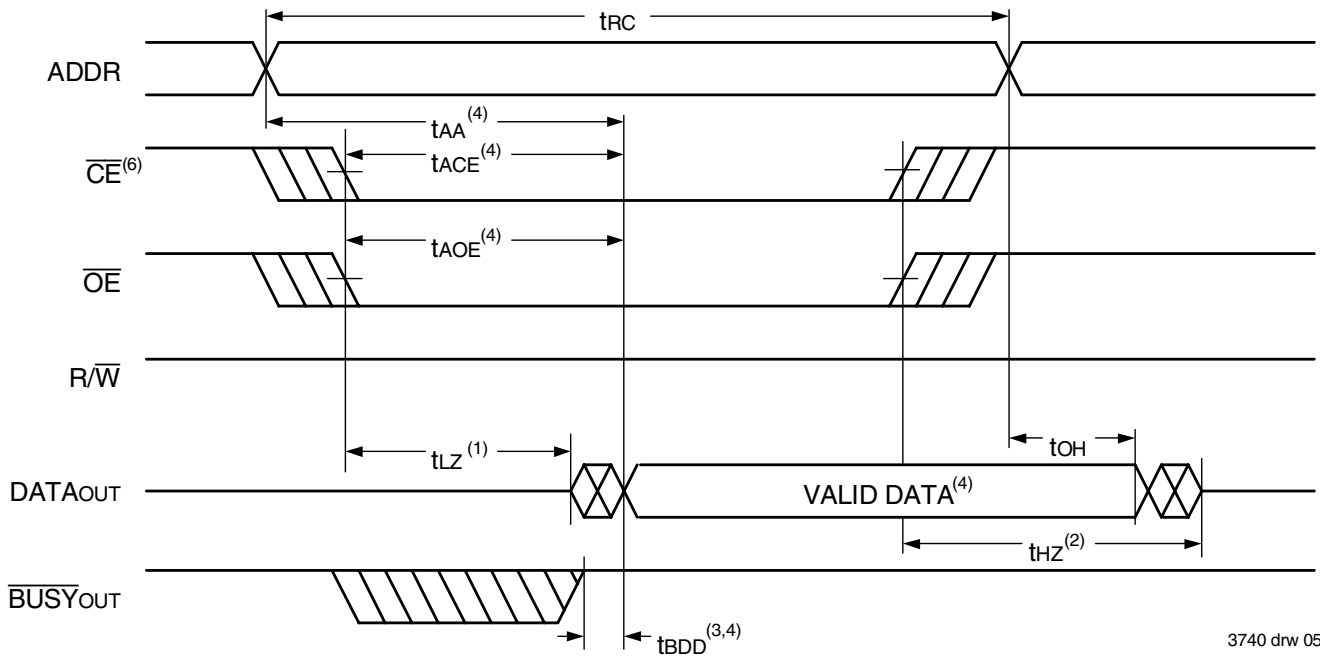 tRC
ADDR
tAA(4)
CE(6)
tACE(4)
tAOE(4)
OE
R/W
tLZ(1)
tOH
DATAOUT
VALID DATA(4)
tHZ(2)
BUSYOUT
tBDD(3,4)
3740 drw 05